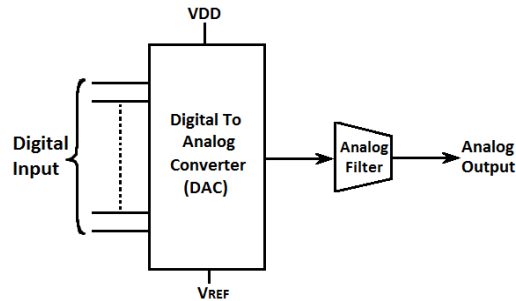 VDD
Digital
Input
Digital To
Analog
Converter
(DAC)
Analog
Filter
Analog
Output
VREF